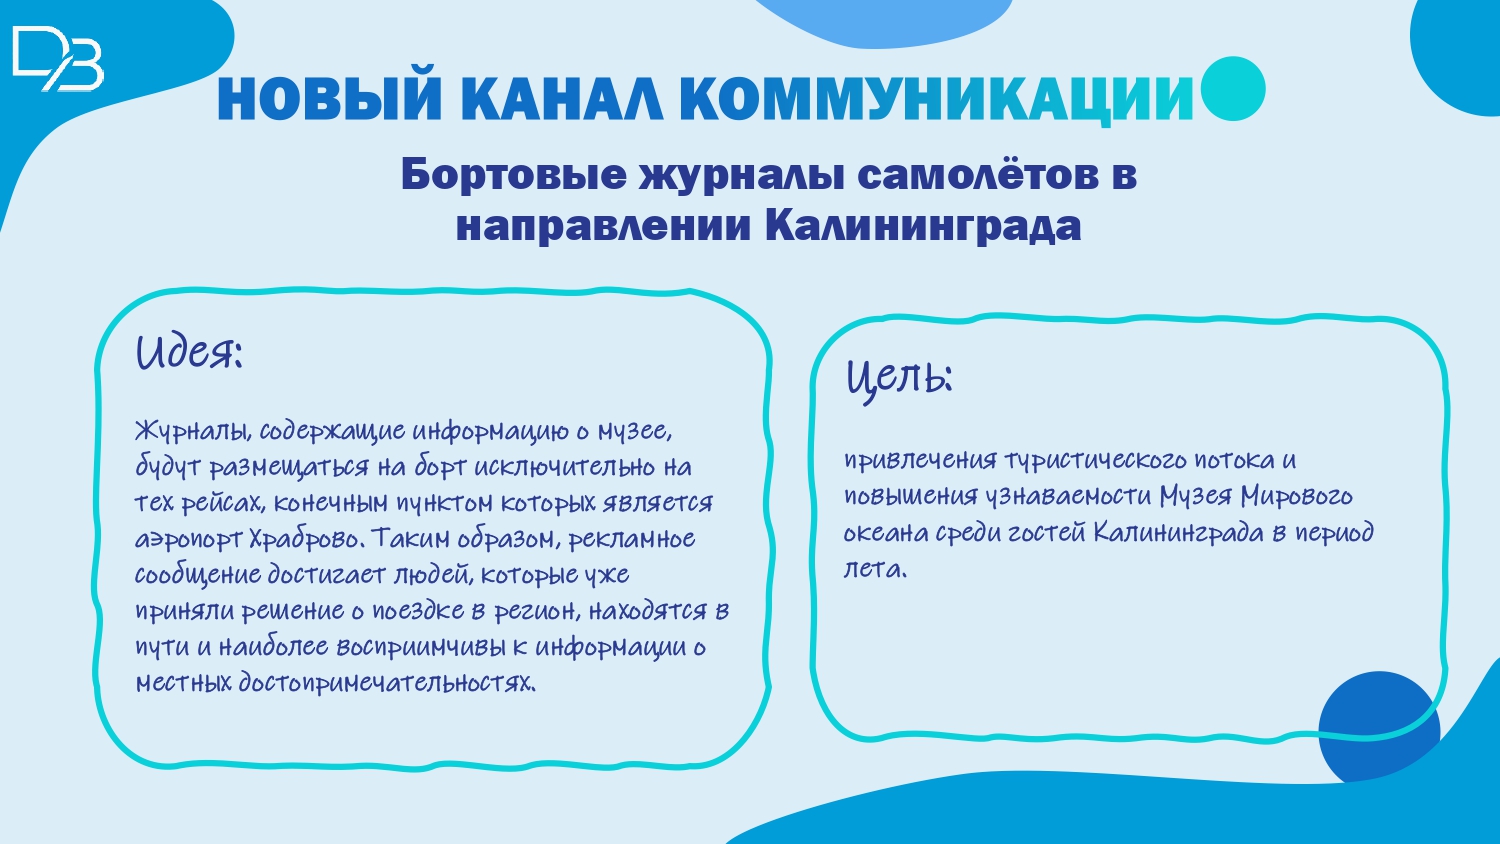 DB
НОВЫЙ КАНАЛ КОММУНИКАЦИИ
Бортовые журналы самолётов в
направлении Калининграда
Идея:
Журналы, содержащие информацию о музее,
будут размещаться на борт исключительно на
тех рейсах, конечным пунктом которых является
аэропорт Храброво. Таким образом, рекламное
сообщение достигает людей, которые уже
приняли решение о поездке в регион, находятся в
пути и наиболее восприимчивы к информации о
местных достопримечательностях.
Цель:
привлечения туристического потока и
повышения узнаваемости Музея Мирового
океана среди гостей Калининграда в период
лета.